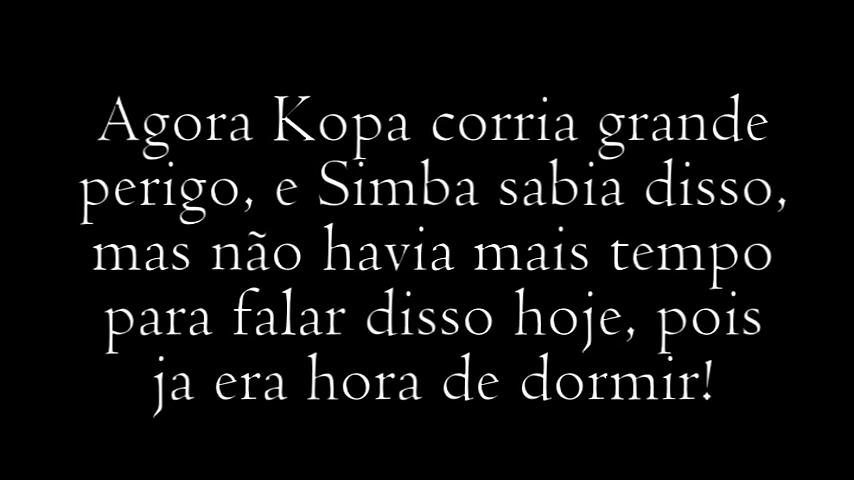 Agora Kopa corria grande
perigo, e Simba sabia disso,
mas não havia mais tempo
para falar disso hoje, pois
ja era hora de dormir!